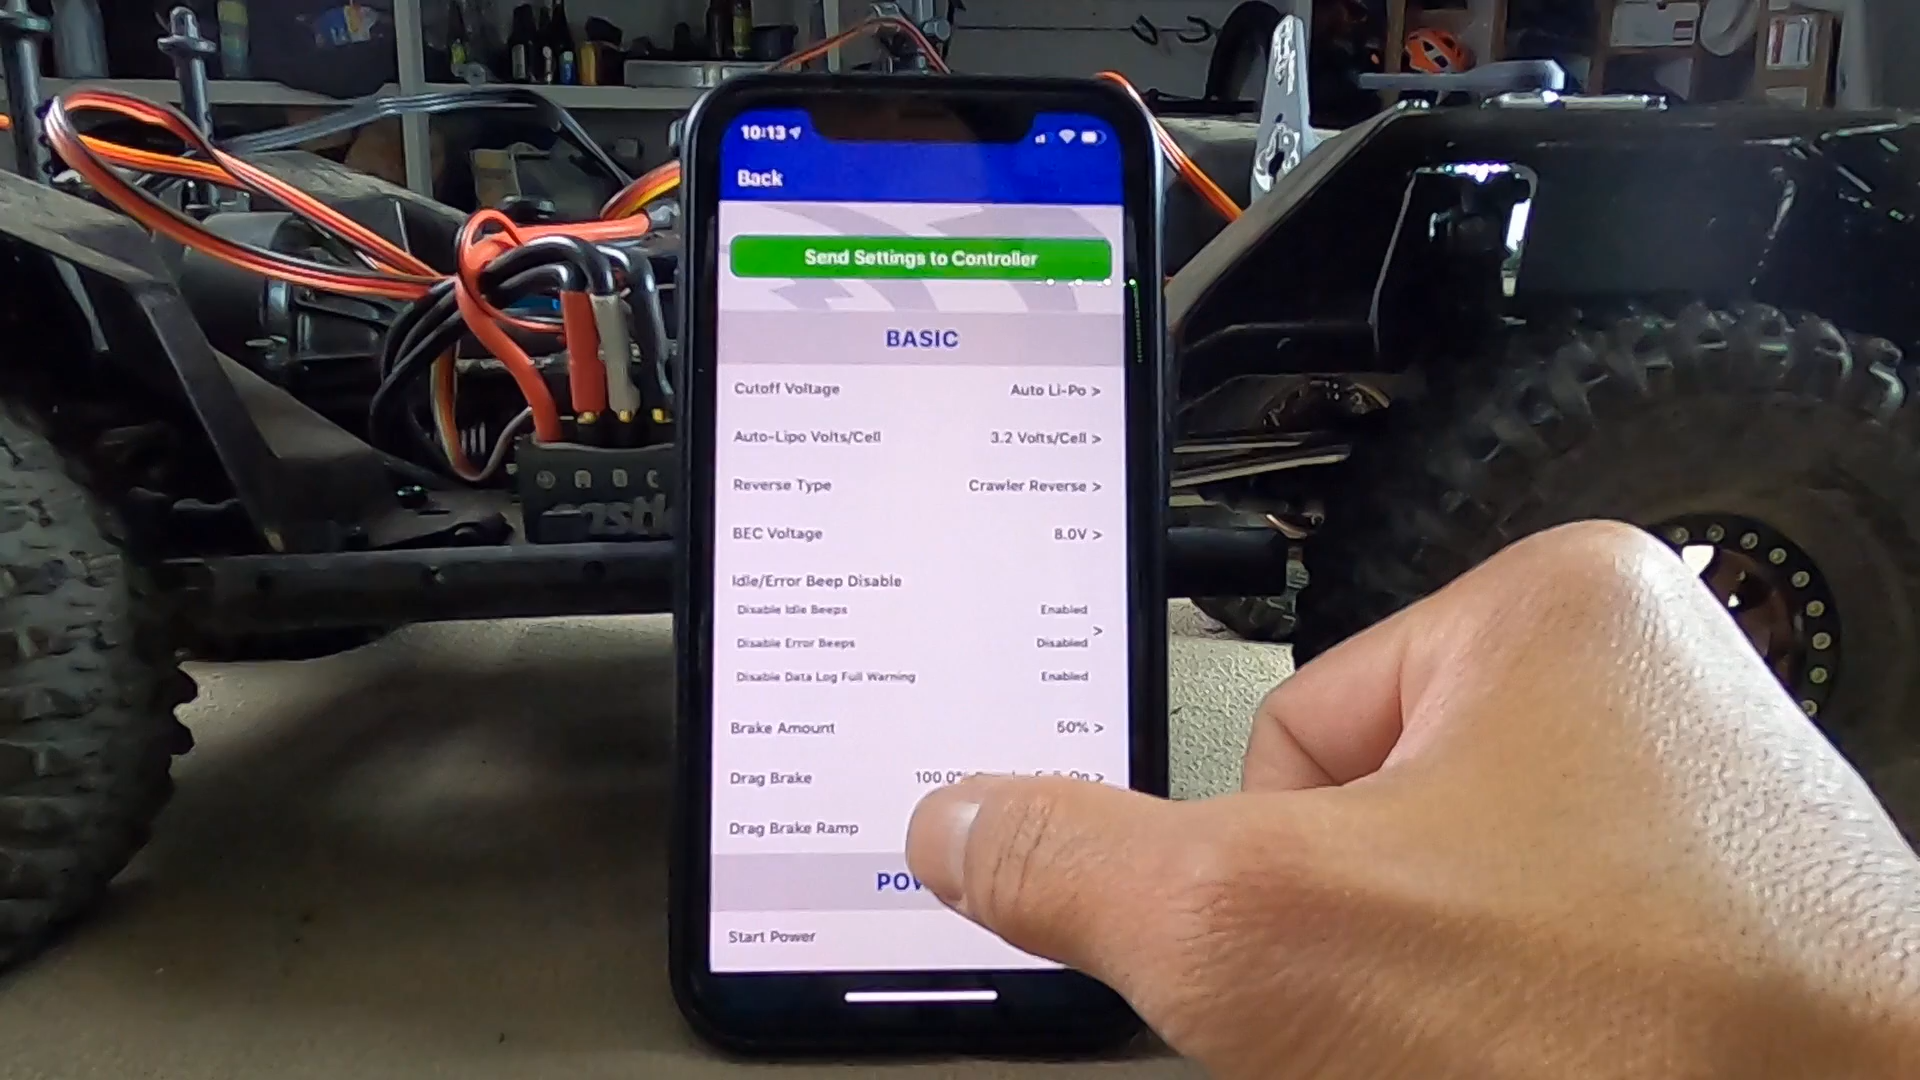 10:13
Back
Send Settings to Controller
BASIC
Cutoff Voltage Auto Li-Po >
Auto-Lipo Volts/Cell 3.2 Volts/Cell >
Reverse Type Crawler Reverse >
BEC Voltage 8.0V >
Idle/Error Beep Disable
Disable Idle Beeps Enabled
>
Disable Error Beeps Disabled
Disable Data Log Full Warning Enabled
Brake Amount 50% >
Drag Brake 100.0% On >
Drag Brake Ramp
Start Power